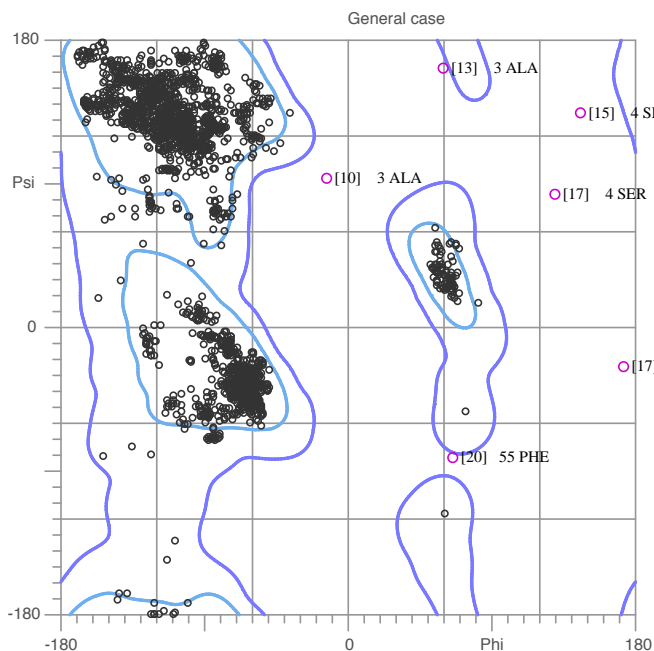 General case
180
[13] 3 ALA
[15] 4 SE
Psi
[10] 3 ALA
[17] 4 SER
0
[17]
[20] 55 PHE
-180
-180 0 Phi 180